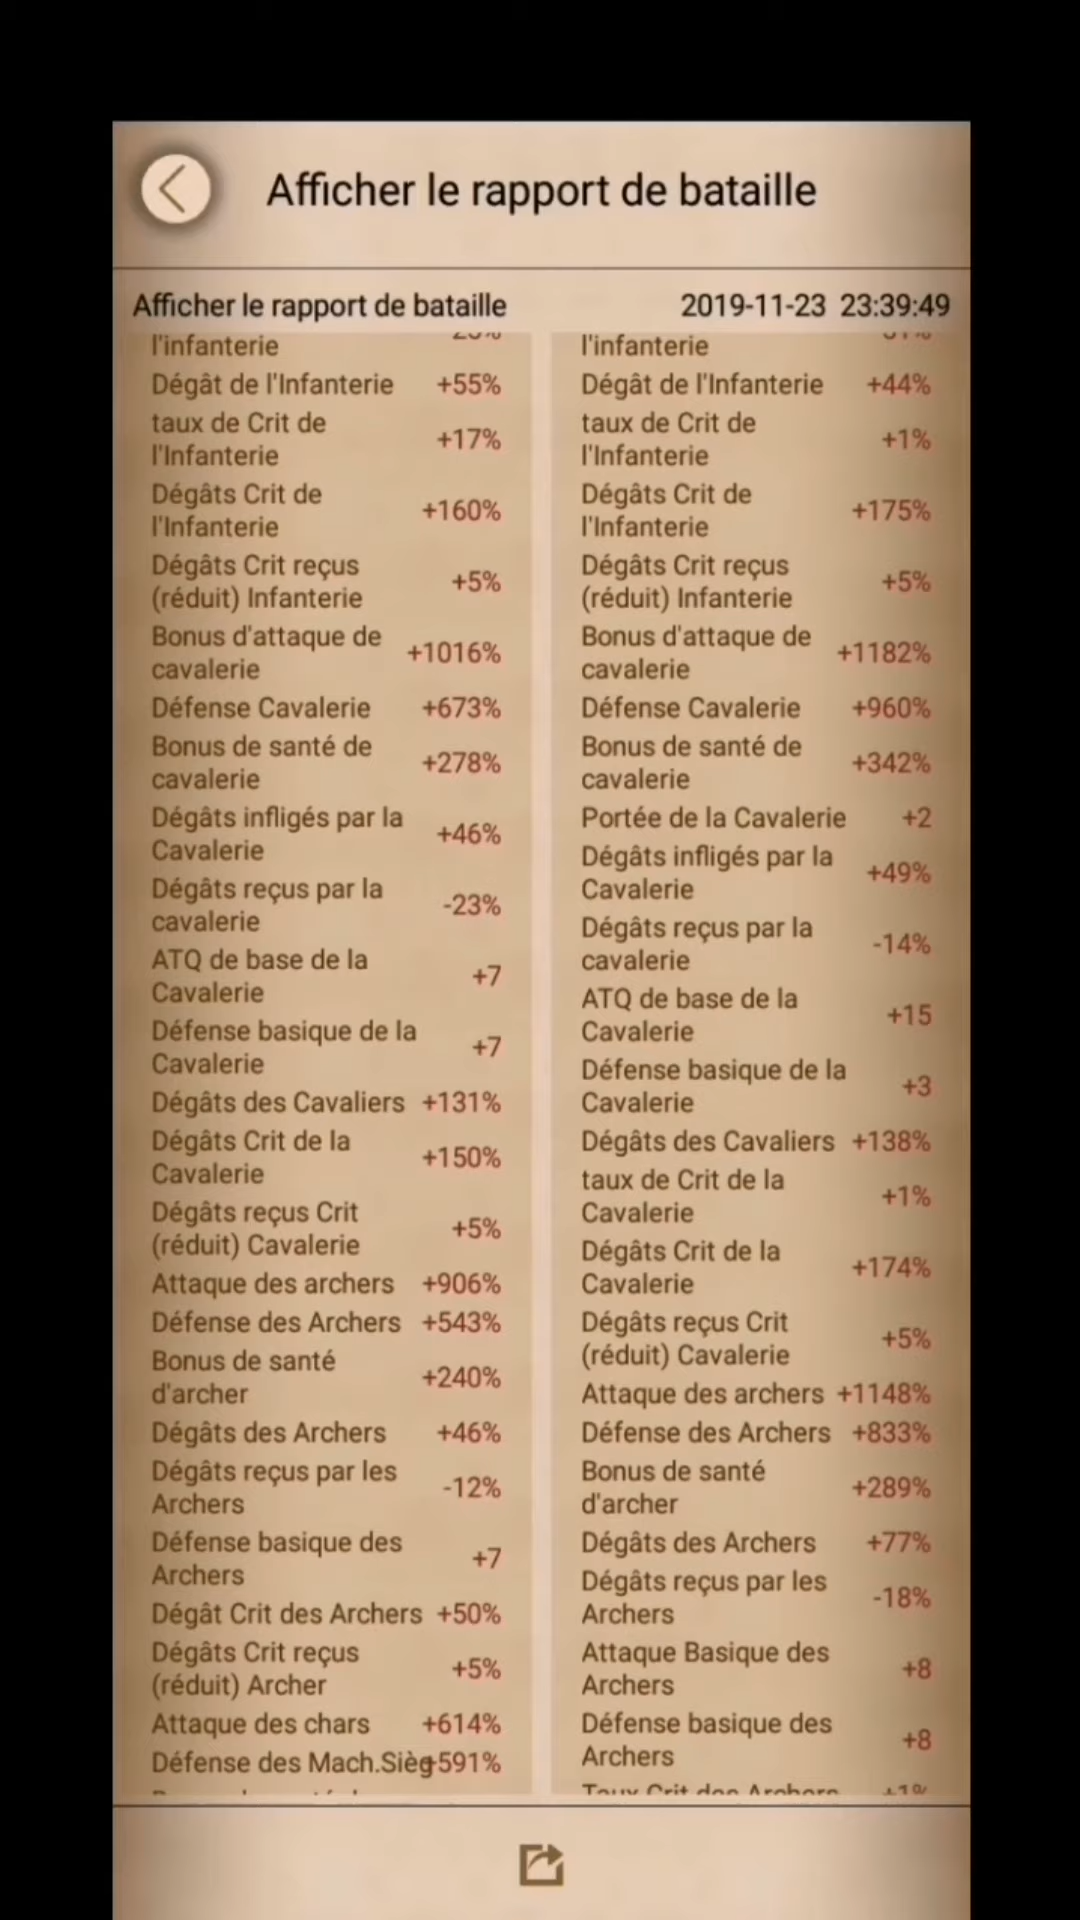 Afficher le rapport de bataille
Afficher le rapport de bataille 2019-11-23 23:39:49
l'infanterie
Dégât de l'Infanterie +55%
taux de Crit de
l'Infanterie +17%
Dégâts Crit de
l'Infanterie +160%
Dégâts Crit reçus
(réduit) Infanterie +5%
Bonus d'attaque de
cavalerie +1016%
Défense Cavalerie +673%
Bonus de santé de
cavalerie +278%
Dégâts infligés par la
Cavalerie +46%
Dégâts reçus par la
cavalerie -23%
ATQ de base de la
Cavalerie +7
Défense basique de la
Cavalerie +7
Dégâts des Cavaliers +131%
Dégâts Crit de la
Cavalerie +150%
Dégâts reçus Crit
(réduit) Cavalerie +5%
Attaque des archers +906%
Défense des Archers +543%
Bonus de santé
d'archer +240%
Dégâts des Archers +46%
Dégâts reçus par les
Archers -12%
Défense basique des
Archers +7
Dégât Crit des Archers +50%
Dégâts Crit reçus
(réduit) Archer +5%
Attaque des chars +614%
Défense des Mach.Sièg+591%
l'infanterie
Dégât de l'Infanterie +44%
taux de Crit de
l'Infanterie +1%
Dégâts Crit de
l'Infanterie +175%
Dégâts Crit reçus
(réduit) Infanterie +5%
Bonus d'attaque de
cavalerie +1182%
Défense Cavalerie +960%
Bonus de santé de
cavalerie +342%
Portée de la Cavalerie +2
Dégâts infligés par la
Cavalerie +49%
Dégâts reçus par la
cavalerie -14%
ATQ de base de la
Cavalerie +15
Défense basique de la
Cavalerie +3
Dégâts des Cavaliers +138%
taux de Crit de la
Cavalerie +1%
Dégâts Crit de la
Cavalerie +174%
Dégâts reçus Crit
(réduit) Cavalerie +5%
Attaque des archers +1148%
Défense des Archers +833%
Bonus de santé
d'archer +289%
Dégâts des Archers +77%
Dégâts reçus par les
Archers -18%
Attaque Basique des
Archers +8
Défense basique des
Archers +8
Taux Crit des Archers +1%